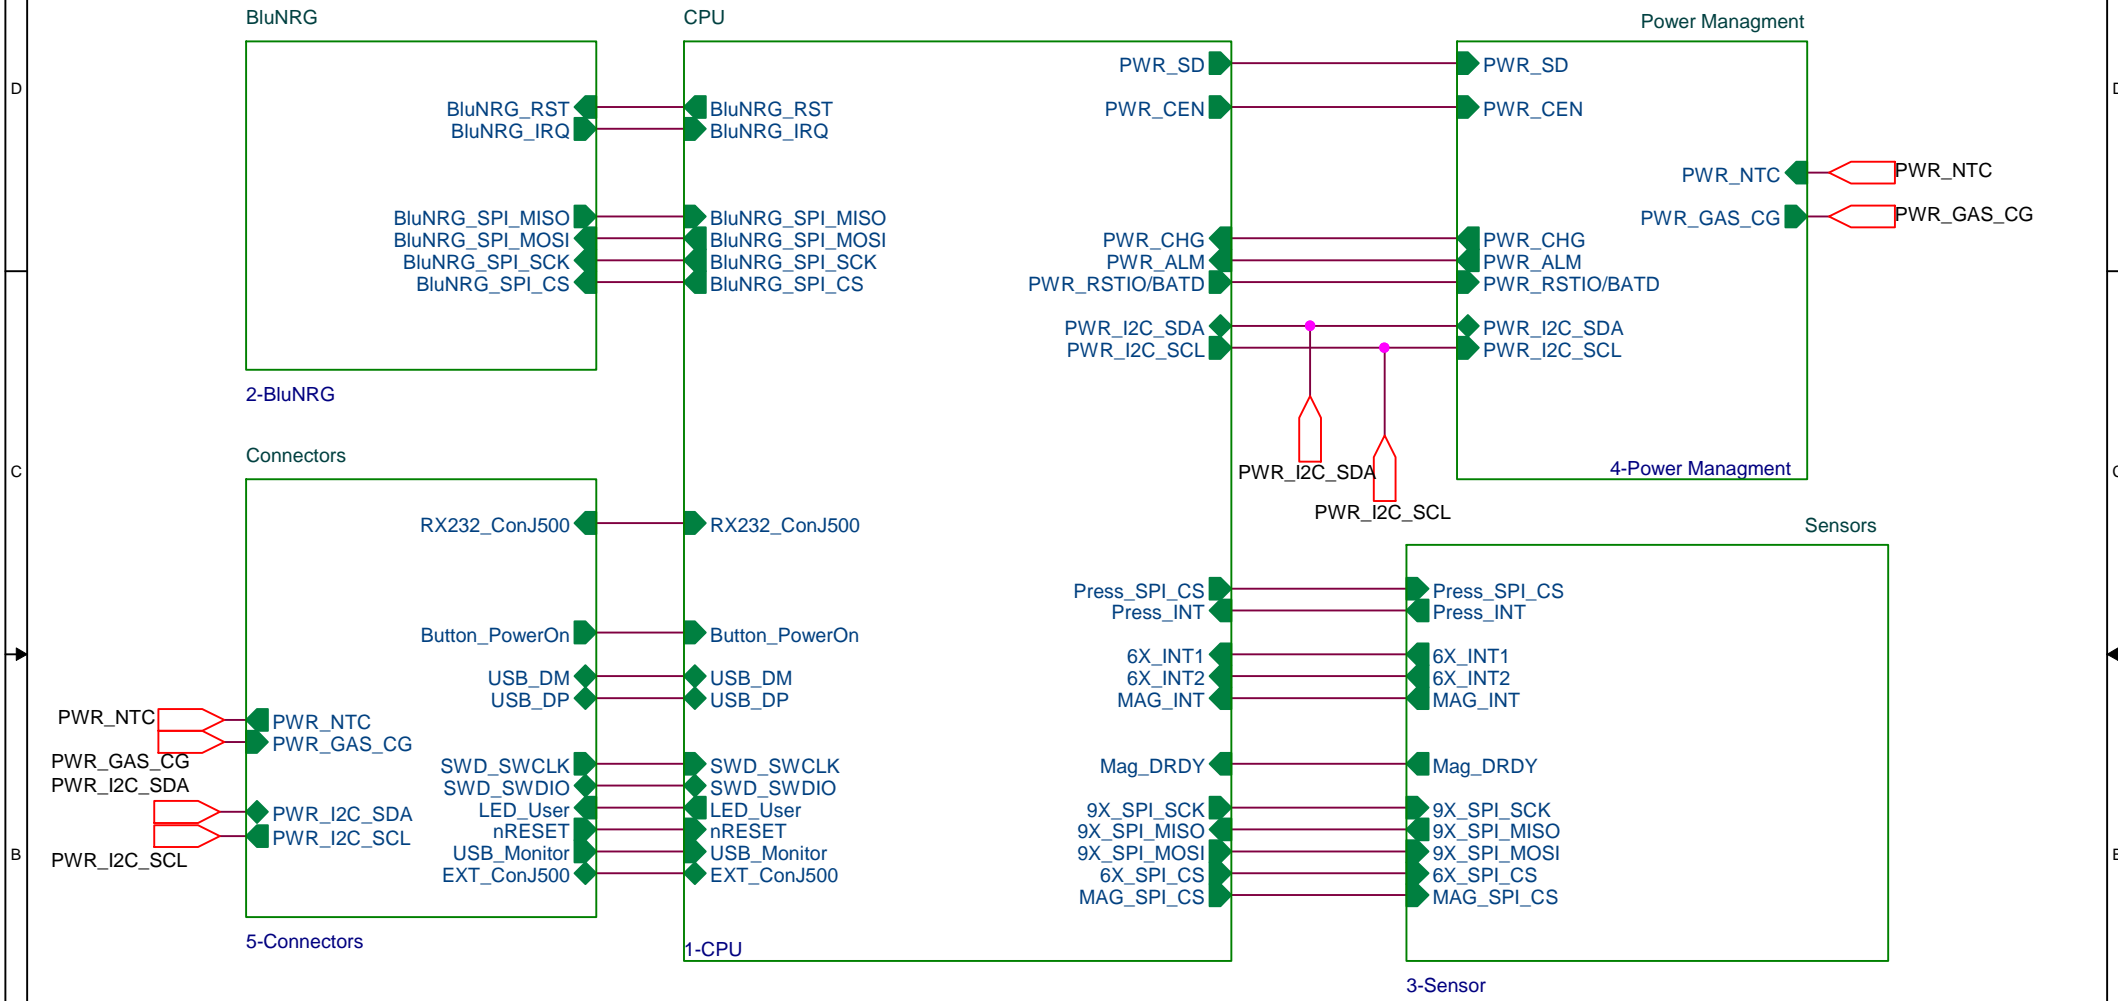 BluNRG
CPU
Power Managment
D
D
BluNRG_RST
BluNRG_IRQ
BluNRG_SPI_MISO
BluNRG_SPI_MOSI
BluNRG_SPI_SCK
BluNRG_SPI_CS
2-BluNRG
BluNRG_RST
BluNRG_IRQ
BluNRG_SPI_MISO
BluNRG_SPI_MOSI
BluNRG_SPI_SCK
BluNRG_SPI_CS
PWR_SD
PWR_CEN
PWR_CHG
PWR_ALM
PWR_RSTIO/BATD
PWR_I2C_SDA
PWR_I2C_SCL
PWR_SD
PWR_CEN
PWR_NTC
PWR_GAS_CG
PWR_NTC
PWR_GAS_CG
PWR_CHG
PWR_ALM
PWR_RSTIO/BATD
PWR_I2C_SDA
PWR_I2C_SCL
4-Power Managment
PWR_I2C_SDA
PWR_I2C_SCL
C
C
Connectors
RX232_ConJ500
Button_PowerOn
USB_DM
USB_DP
PWR_NTC
PWR_GAS_CG
PWR_I2C_SDA
PWR_I2C_SCL
PWR_NTC
PWR_GAS_CG
PWR_I2C_SDA
PWR_I2C_SCL
SWD_SWCLK
SWD_SWDIO
LED_User
nRESET
USB_Monitor
EXT_ConJ500
5-Connectors
RX232_ConJ500
Button_PowerOn
USB_DM
USB_DP
SWD_SWCLK
SWD_SWDIO
LED_User
nRESET
USB_Monitor
EXT_ConJ500
1-CPU
Sensors
Press_SPI_CS
Press_INT
6X_INT1
6X_INT2
MAG_INT
Mag_DRDY
9X_SPI_SCK
9X_SPI_MISO
9X_SPI_MOSI
6X_SPI_CS
MAG_SPI_CS
Press_SPI_CS
Press_INT
6X_INT1
6X_INT2
MAG_INT
Mag_DRDY
9X_SPI_SCK
9X_SPI_MISO
9X_SPI_MOSI
6X_SPI_CS
MAG_SPI_CS
3-Sensor
B
B